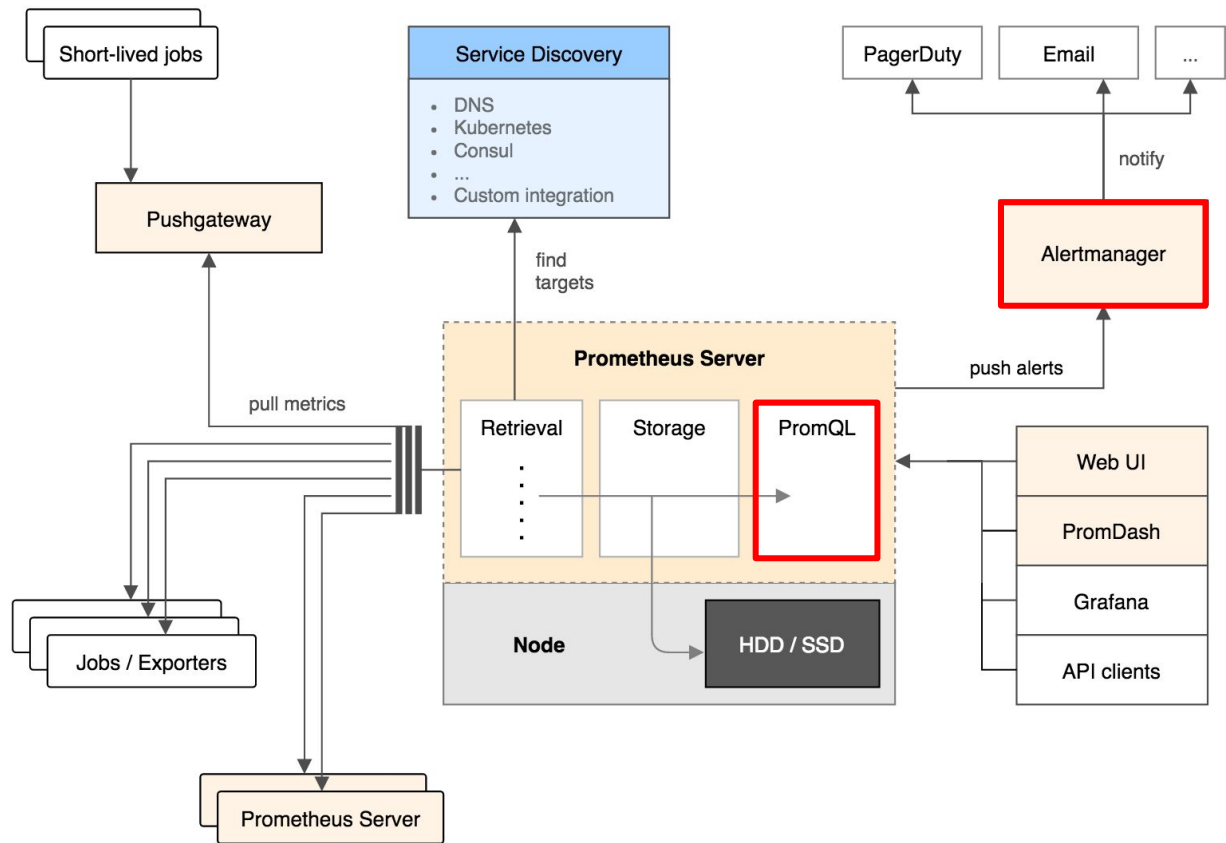 Short-lived jobs
Service Discovery
• DNS
• Kubernetes
• Consul
• ...
• Custom integration
PagerDuty
Email
...
notify
Pushgateway
Alertmanager
find
targets
Prometheus Server
push alerts
pull metrics
Retrieval
Storage
PromQL
Web UI
PromDash
Grafana
API clients
Node
HDD / SSD
Jobs / Exporters
Prometheus Server